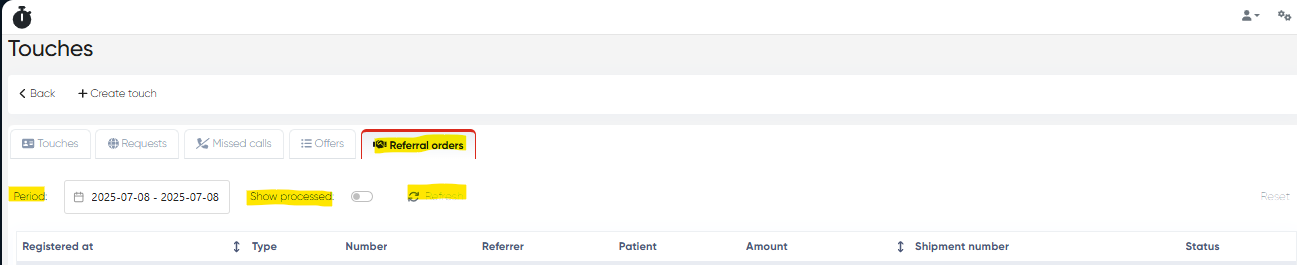 Touches
Back Create touch
Touches Requests Missed calls Offers Referral orders
Period: 2025-07-08 - 2025-07-08 Show processed: Refresh Reset
Registered at Type Number Referrer Patient Amount Shipment number Status